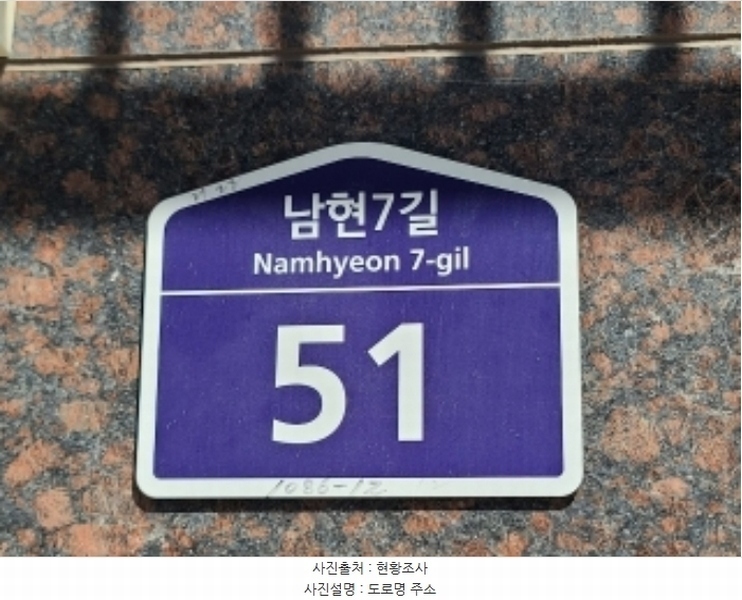 남현7길
Namhyeon 7-gil
51
1086-12
사진출처 : 현황조사
사진설명 : 도로명 주소